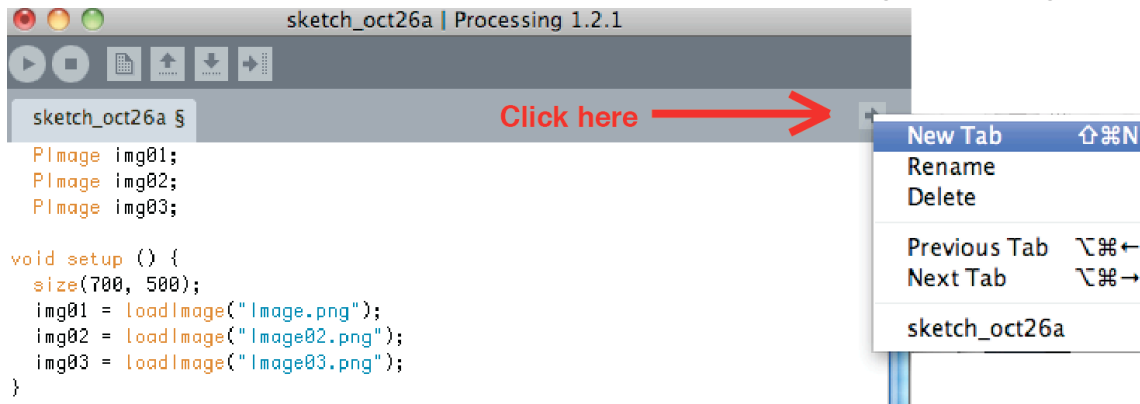 sketch_oct26a | Processing 1.2.1
sketch_oct26a §
Click here
PImage img01;
PImage img02;
PImage img03;
void setup () {
size(700, 500);
img01 = loadImage("Image.png");
img02 = loadImage("Image02.png");
img03 = loadImage("Image03.png");
}
New Tab ⇧⌘N
Rename
Delete
Previous Tab ⌥⌘←
Next Tab ⌥⌘→
sketch_oct26a